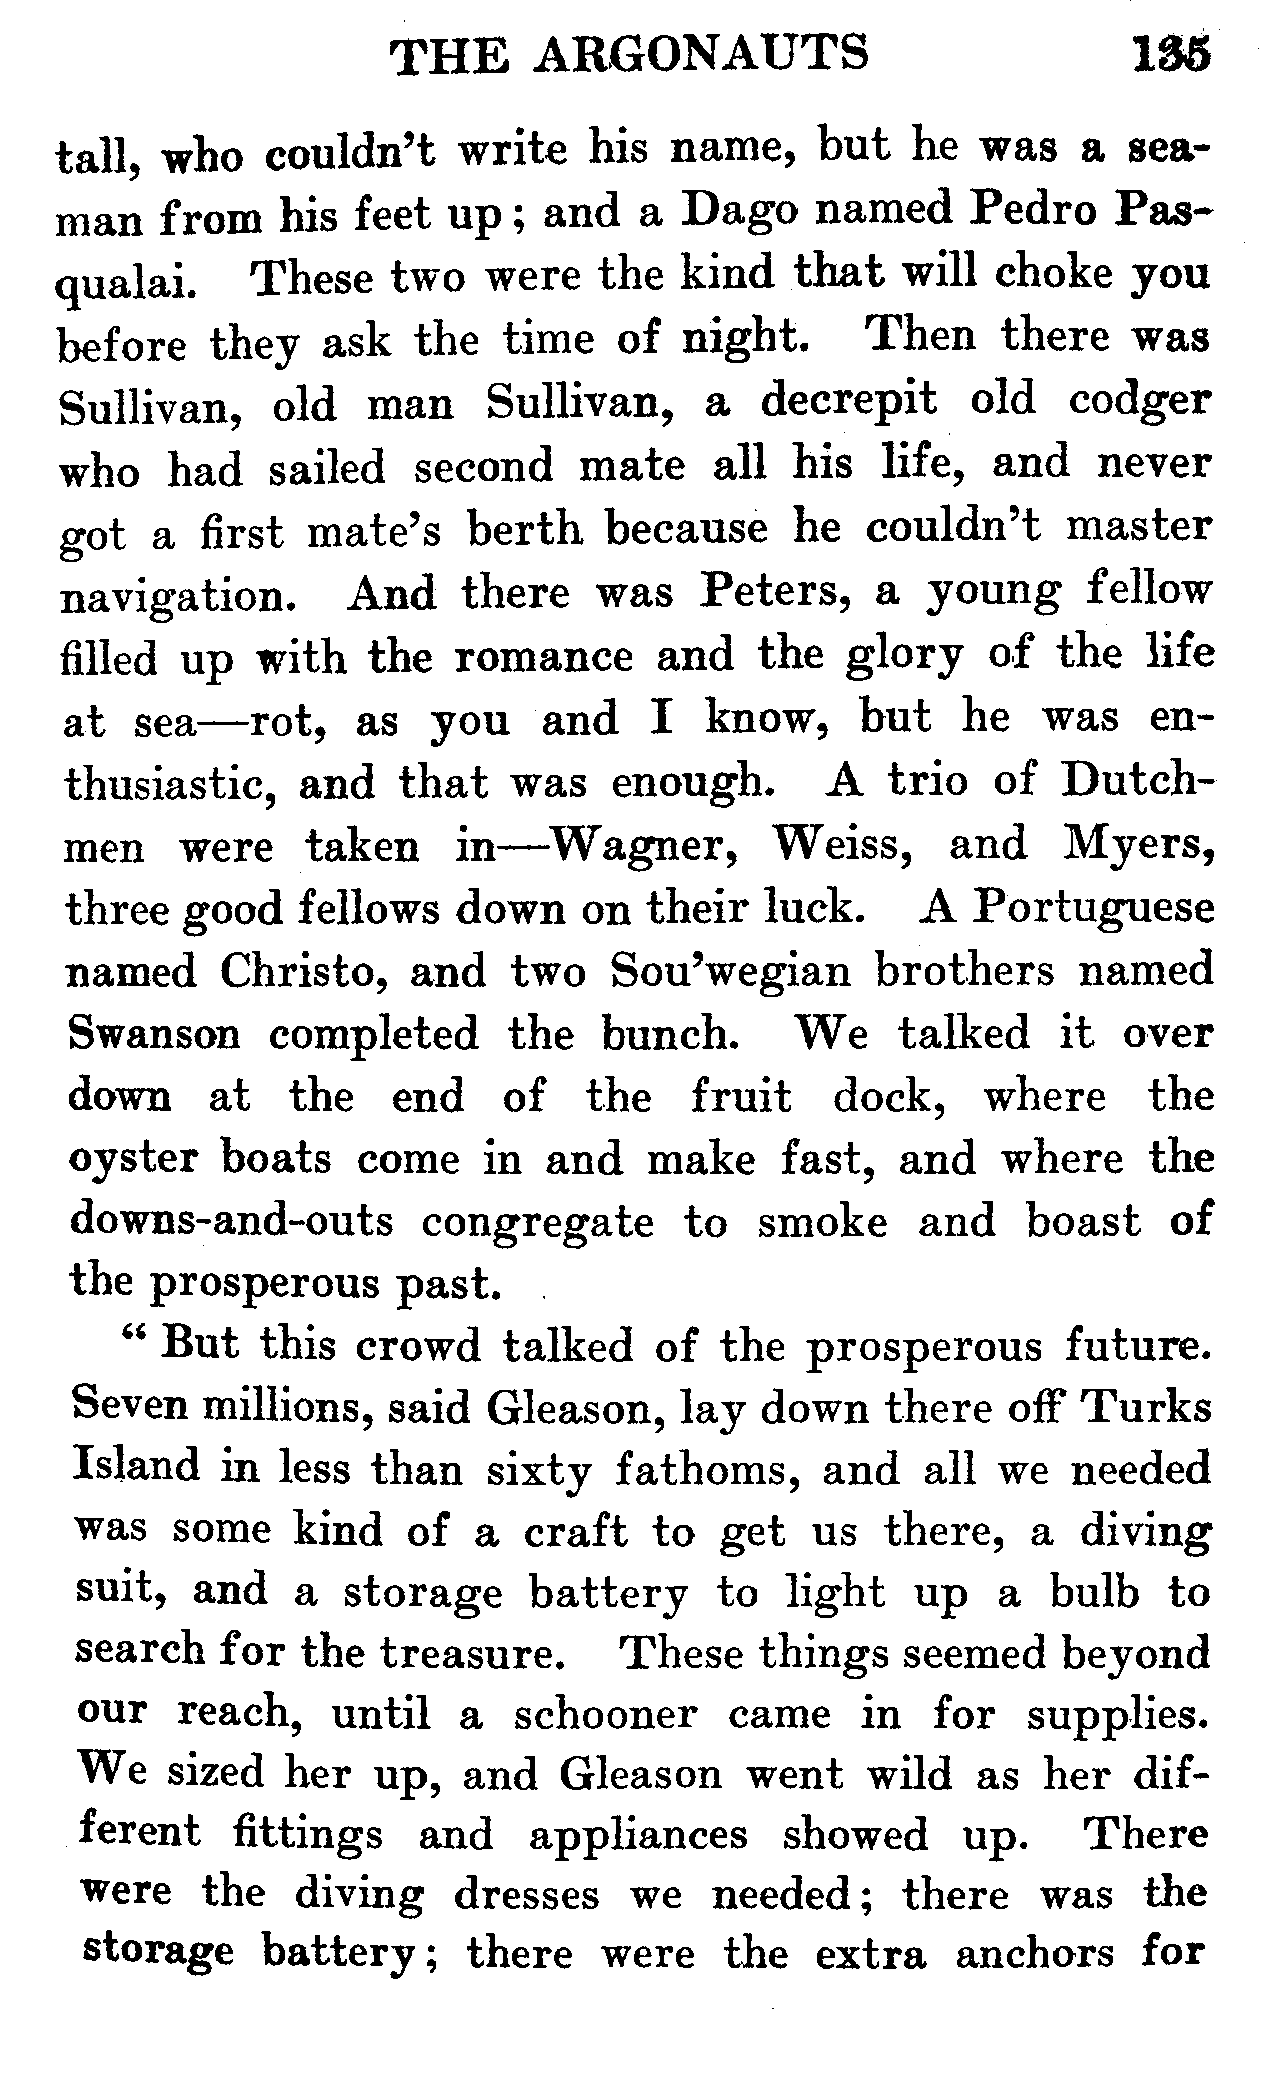 THE ARGONAUTS 135
tall, who couldn't write his name, but he was a sea-
man from his feet up; and a Dago named Pedro Pas-
qualai. These two were the kind that will choke you
before they ask the time of night. Then there was
Sullivan, old man Sullivan, a decrepit old codger
who had sailed second mate all his life, and never
got a first mate's berth because he couldn't master
navigation. And there was Peters, a young fellow
filled up with the romance and the glory of the life
at sea—rot, as you and I know, but he was en-
thusiastic, and that was enough. A trio of Dutch-
men were taken in—Wagner, Weiss, and Myers,
three good fellows down on their luck. A Portuguese
named Christo, and two Sou'wegian brothers named
Swanson completed the bunch. We talked it over
down at the end of the fruit dock, where the
oyster boats come in and make fast, and where the
downs-and-outs congregate to smoke and boast of
the prosperous past.
“ But this crowd talked of the prosperous future.
Seven millions, said Gleason, lay down there off Turks
Island in less than sixty fathoms, and all we needed
was some kind of a craft to get us there, a diving
suit, and a storage battery to light up a bulb to
search for the treasure. These things seemed beyond
our reach, until a schooner came in for supplies.
We sized her up, and Gleason went wild as her dif-
ferent fittings and appliances showed up. There
were the diving dresses we needed; there was the
storage battery; there were the extra anchors for